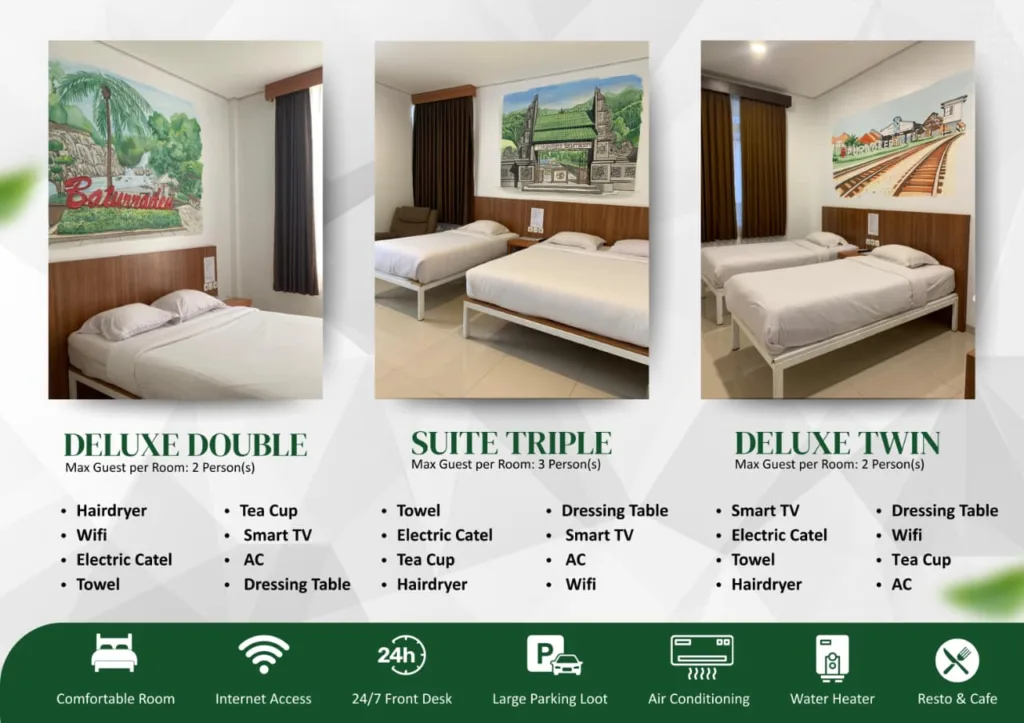 Baturraden
DELUXE DOUBLE
Max Guest per Room: 2 Person(s)
• Hairdryer
• Wifi
• Electric Catel
• Towel
• Tea Cup
• Smart TV
• AC
• Dressing Table
SUITE TRIPLE
Max Guest per Room: 3 Person(s)
• Towel
• Electric Catel
• Tea Cup
• Hairdryer
• Dressing Table
• Smart TV
• AC
• Wifi
DELUXE TWIN
Max Guest per Room: 2 Person(s)
• Smart TV
• Electric Catel
• Towel
• Hairdryer
• Dressing Table
• Wifi
• Tea Cup
• AC
24h
P
Comfortable Room
Internet Access
24/7 Front Desk
Large Parking Loot
Air Conditioning
Water Heater
Resto & Cafe